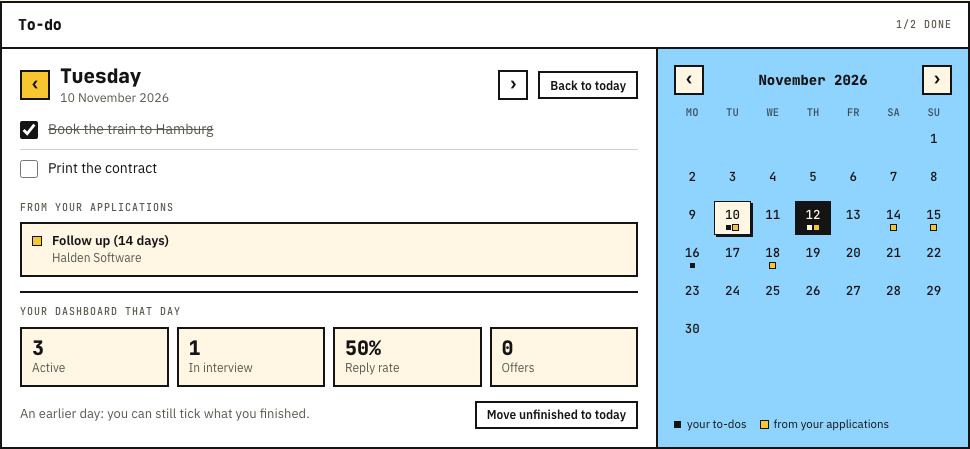 To-do
1/2 DONE
‹ Tuesday › Back to today
10 November 2026
Book the train to Hamburg
Print the contract
FROM YOUR APPLICATIONS
Follow up (14 days)
Halden Software
YOUR DASHBOARD THAT DAY
3
Active
1
In interview
50%
Reply rate
0
Offers
An earlier day: you can still tick what you finished.
Move unfinished to today
‹ November 2026 ›
MO TU WE TH FR SA SU
1
2 3 4 5 6 7 8
9 10 11 12 13 14 15
16 17 18 19 20 21 22
23 24 25 26 27 28 29
30
your to-dos from your applications